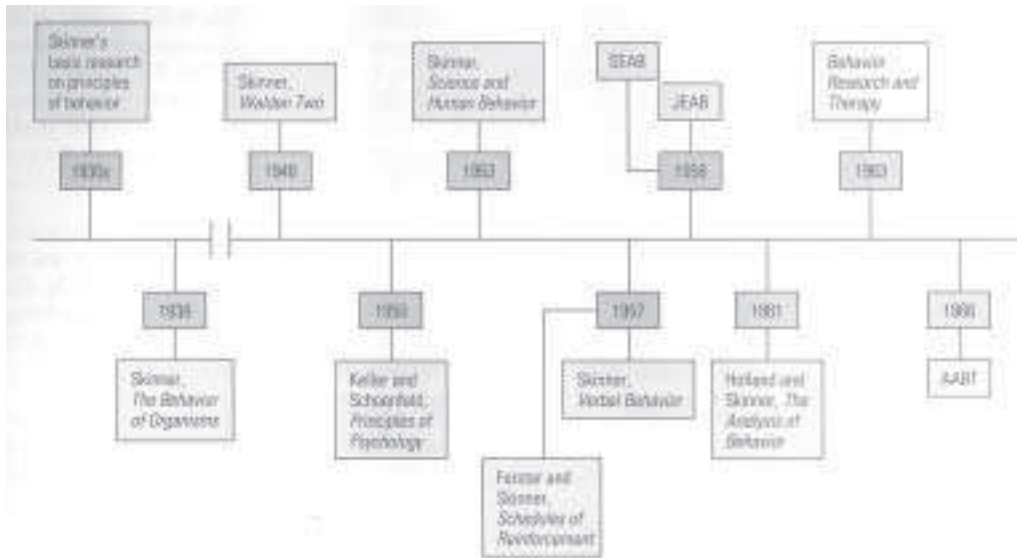 Skinner's
basic research
on principles
of behavior
1930s
Skinner,
Walden Two
1948
Skinner,
Science and
Human Behavior
1953
SEAB
JEAB
1958
Behavior
Research and
Therapy
1963
1938
Skinner,
The Behavior
of Organisms
1950
Keller and
Schoenfeld,
Principles of
Psychology
1957
Skinner,
Verbal Behavior
Ferster and
Skinner,
Schedules of
Reinforcement
1961
Holland and
Skinner, The
Analysis of
Behavior
1966
AABT